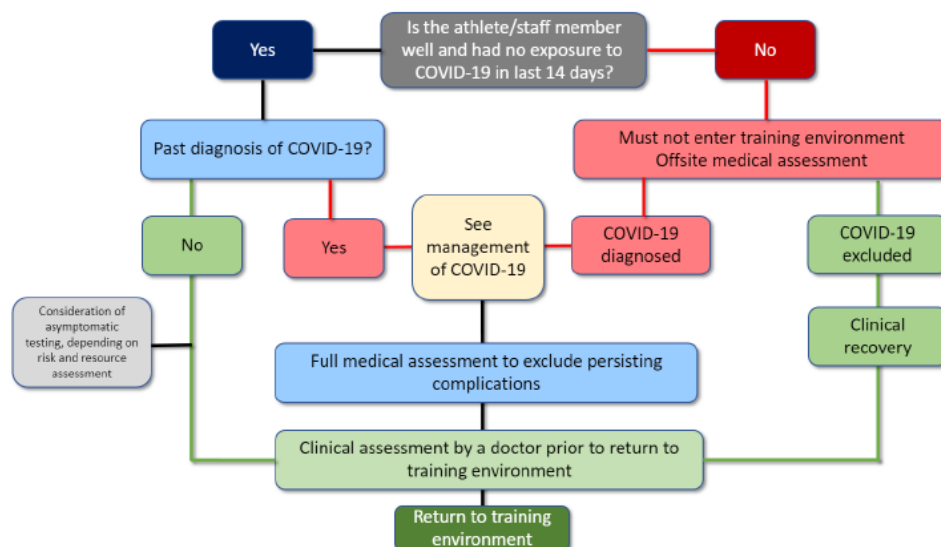 Is the athlete/staff member
well and had no exposure to
COVID-19 in last 14 days?
Yes
No
Past diagnosis of COVID-19?
Must not enter training environment
Offsite medical assessment
No
Yes
See
management
of COVID-19
COVID-19
diagnosed
COVID-19
excluded
Consideration of
asymptomatic
testing, depending on
risk and resource
assessment
Clinical
recovery
Full medical assessment to exclude persisting
complications
Clinical assessment by a doctor prior to return to
training environment
Return to training
environment